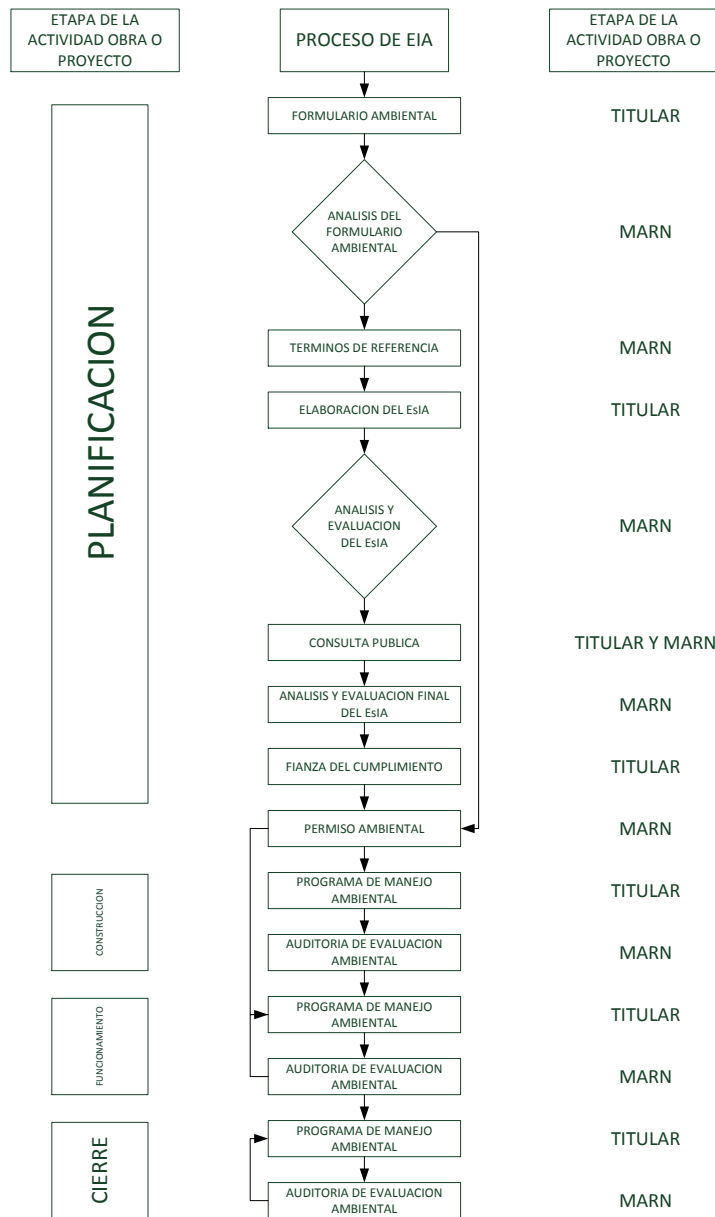 ETAPA DE LA
ACTIVIDAD OBRA O
PROYECTO
PROCESO DE EIA
ETAPA DE LA
ACTIVIDAD OBRA O
PROYECTO
PLANIFICACION
FORMULARIO AMBIENTAL
TITULAR
ANALISIS DEL
FORMULARIO
AMBIENTAL
MARN
TERMINOS DE REFERENCIA
MARN
ELABORACION DEL EsIA
TITULAR
ANALISIS Y
EVALUACION
DEL EsIA
MARN
CONSULTA PUBLICA
TITULAR Y MARN
ANALISIS Y EVALUACION FINAL
DEL EsIA
MARN
FIANZA DEL CUMPLIMIENTO
TITULAR
PERMISO AMBIENTAL
MARN
CONSTRUCCION
PROGRAMA DE MANEJO
AMBIENTAL
TITULAR
AUDITORIA DE EVALUACION
AMBIENTAL
MARN
FUNCIONAMIENTO
PROGRAMA DE MANEJO
AMBIENTAL
TITULAR
AUDITORIA DE EVALUACION
AMBIENTAL
MARN
CIERRE
PROGRAMA DE MANEJO
AMBIENTAL
TITULAR
AUDITORIA DE EVALUACION
AMBIENTAL
MARN